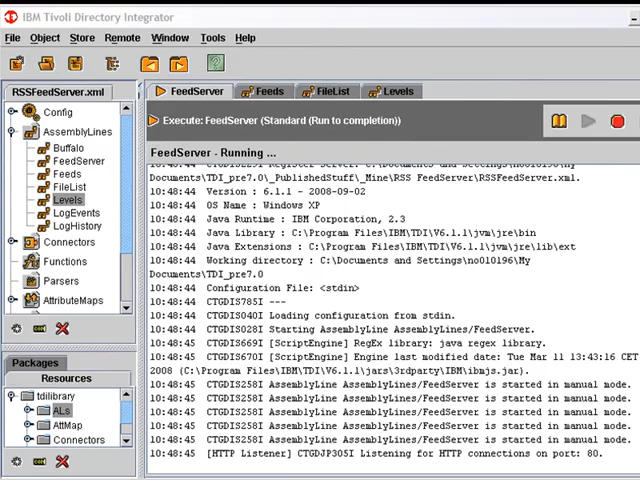 IBM Tivoli Directory Integrator
File Object Store Remote Window Tools Help
RSSFeedServer.xml
Config
AssemblyLines
Buffalo
FeedServer
Feeds
FileList
Levels
LogEvents
LogHistory
Connectors
Functions
Parsers
AttributeMaps
Packages
Resources
tdilibrary
ALs
AttMap
Connectors
FeedServer Feeds FileList Levels
Execute: FeedServer (Standard (Run to completion))
FeedServer - Running ...
Documents\TDI_pre7.0\_PublishedStuff\_Mine\RSS FeedServer\RSSFeedServer.xml.
10:48:44 Version : 6.1.1 - 2008-09-02
10:48:44 OS Name : Windows XP
10:48:44 Java Runtime : IBM Corporation, 2.3
10:48:44 Java Library : C:\Program Files\IBM\TDI\V6.1.1\jvm\jre\bin
10:48:44 Java Extensions : C:\Program Files\IBM\TDI\V6.1.1\jvm\jre\lib\ext
10:48:44 Working directory : C:\Documents and Settings\no010196\My
Documents\TDI_pre7.0
10:48:44 Configuration File: <stdin>
10:48:44 CTGDIS785I ---
10:48:44 CTGDIS040I Loading configuration from stdin.
10:48:44 CTGDIS028I Starting AssemblyLine AssemblyLines/FeedServer.
10:48:45 CTGDIS669I [ScriptEngine] RegEx library: java regex library.
10:48:45 CTGDIS670I [ScriptEngine] Engine last modified date: Tue Mar 11 13:43:16 CET
2008 (C:\Program Files\IBM\TDI\V6.1.1\jars\3rdparty\IBM\ibmjs.jar).
10:48:45 CTGDIS258I AssemblyLine AssemblyLines/FeedServer is started in manual mode.
10:48:45 CTGDIS258I AssemblyLine AssemblyLines/FeedServer is started in manual mode.
10:48:45 CTGDIS258I AssemblyLine AssemblyLines/FeedServer is started in manual mode.
10:48:45 CTGDIS258I AssemblyLine AssemblyLines/FeedServer is started in manual mode.
10:48:45 [HTTP Listener] CTGDJP305I Listening for HTTP connections on port: 80.